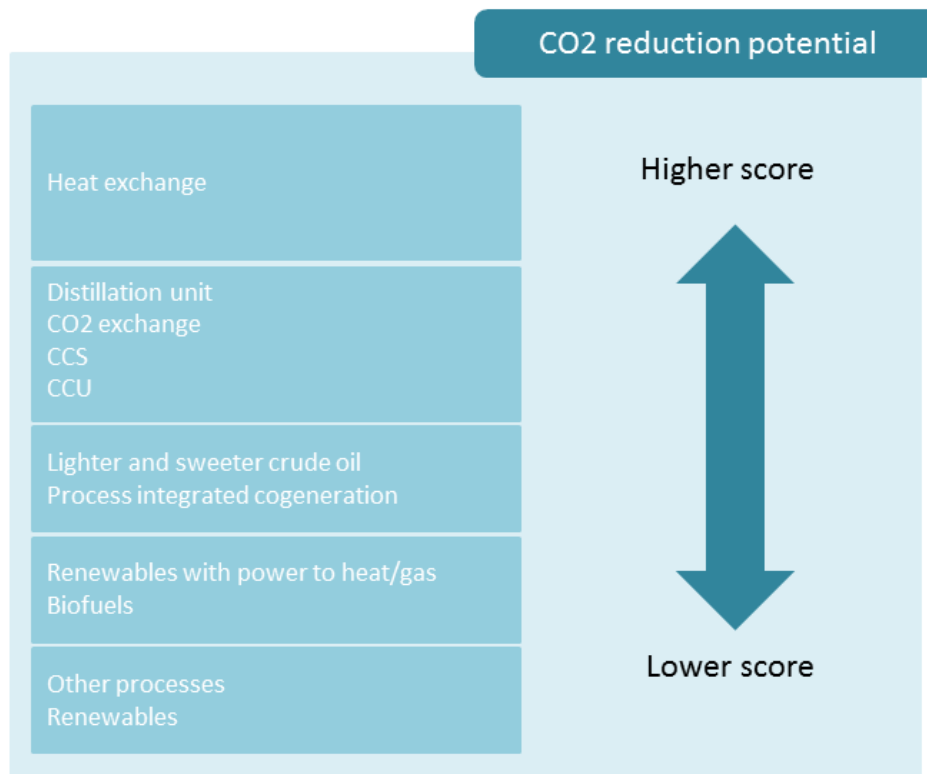 CO2 reduction potential
Heat exchange
Higher score
Distillation unit
CO2 exchange
CCS
CCU
Lighter and sweeter crude oil
Process integrated cogeneration
Renewables with power to heat/gas
Biofuels
Lower score
Other processes
Renewables